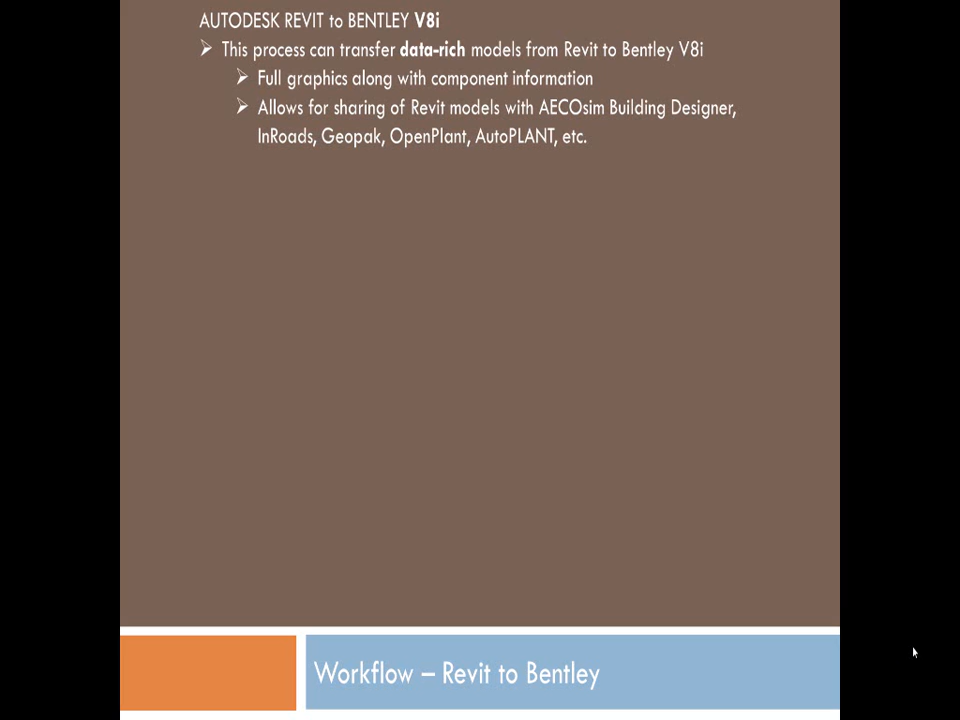 AUTODESK REVIT to BENTLEY V8i
➢ This process can transfer data-rich models from Revit to Bentley V8i
➢ Full graphics along with component information
➢ Allows for sharing of Revit models with AECOsim Building Designer,
InRoads, Geopak, OpenPlant, AutoPLANT, etc.
Workflow – Revit to Bentley